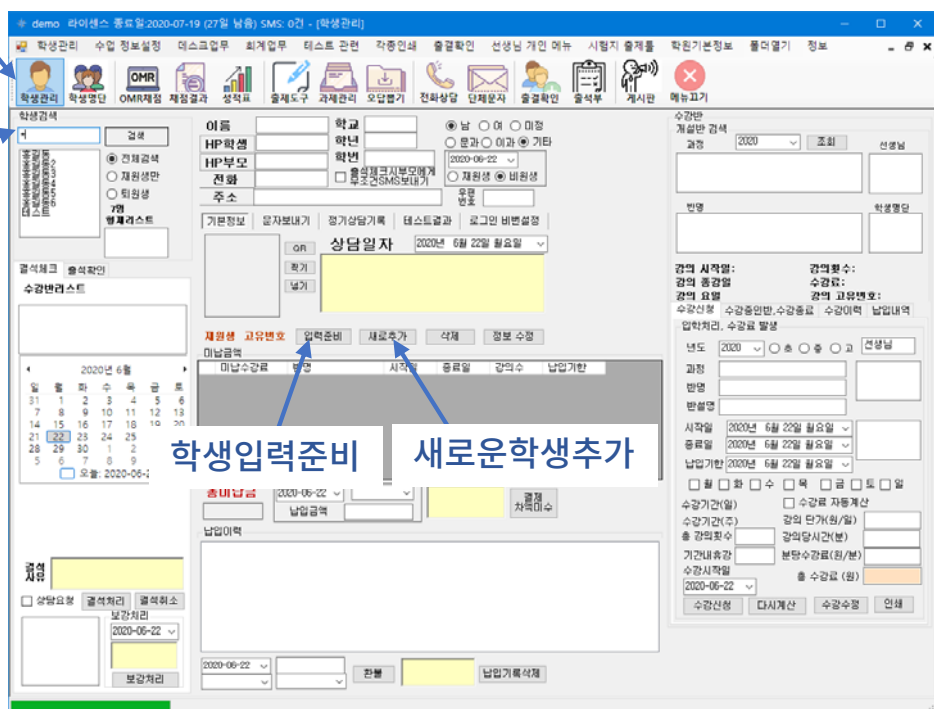 demo 라이센스 종료일:2020-07-19 (27일 남음) SMS: 0건 - [학생관리]
학생관리 수업 정보설정 데스크업무 회계업무 테스트 관련 각종인쇄 출결확인 선생님 개인 메뉴 시험지 출제툴 학원기본정보 폴더열기 정보
학생관리 학생명단 OMR채점 채점결과 성적표 출제도구 과제관리 오답뽑기 전화상담 단체문자 출결확인 출석부 게시판 메뉴끄기
OMR
학생검색
검색
전체검색
재원생만
퇴원생
7명
형제리스트
테스트
결석체크 출석확인
수강반리스트
2020년 6월
일 월 화 수 목 금 토
31 1 2 3 4 5 6
7 8 9 10 11 12 13
14 15 16 17 18 19 20
21 22 23 24 25
28 29 30 1 2
5 6 7 8 9
오늘: 2020-06-2
결석사유
상담요청 결석처리 결석취소
보강처리
2020-06-22
보강처리
이름 학교 남 여 미정
HP학생 학년 문과 이과 기타
HP부모 학번 2020-06-22
전화 출석체크시부모에게무조건SMS보내기 재원생 비원생
주소 우편번호
기본정보 문자보내기 정기상담기록 테스트결과 로그인 비번설정
QR 상담일자 2020년 6월 22일 월요일
찍기
넣기
재원생 고유번호 입력준비 새로추가 삭제 정보 수정
미납금액
미납수강료 반명 시작일 종료일 강의수 납입기한
학생입력준비
새로운학생추가
총미납금 2020-06-22 결제차액미수
납입금액
납입이력
2020-06-22 환불 납입기록삭제
수강반
개설반 검색
과정 2020 조회 선생님
반명 학생명단
강의 시작일: 강의횟수:
강의 종강일 수강료:
강의 요일 강의 고유번호:
수강신청 수강중인반,수강종료 수강이력 납입내역
입학처리, 수강료 발생
년도 2020 초 중 고 선생님
과정
반명
반설명
시작일 2020년 6월 22일 월요일
종료일 2020년 6월 22일 월요일
납입기한 2020년 6월 22일 월요일
월 화 수 목 금 토 일
수강기간(일) 수강료 자동계산
수강기간(주) 강의 단가(원/일)
총 강의횟수 강의당시간(분)
기간내휴강 분당수강료(원/분)
수강시작일
2020-06-22 총 수강료 (원)
수강신청 다시계산 수강수정 인쇄